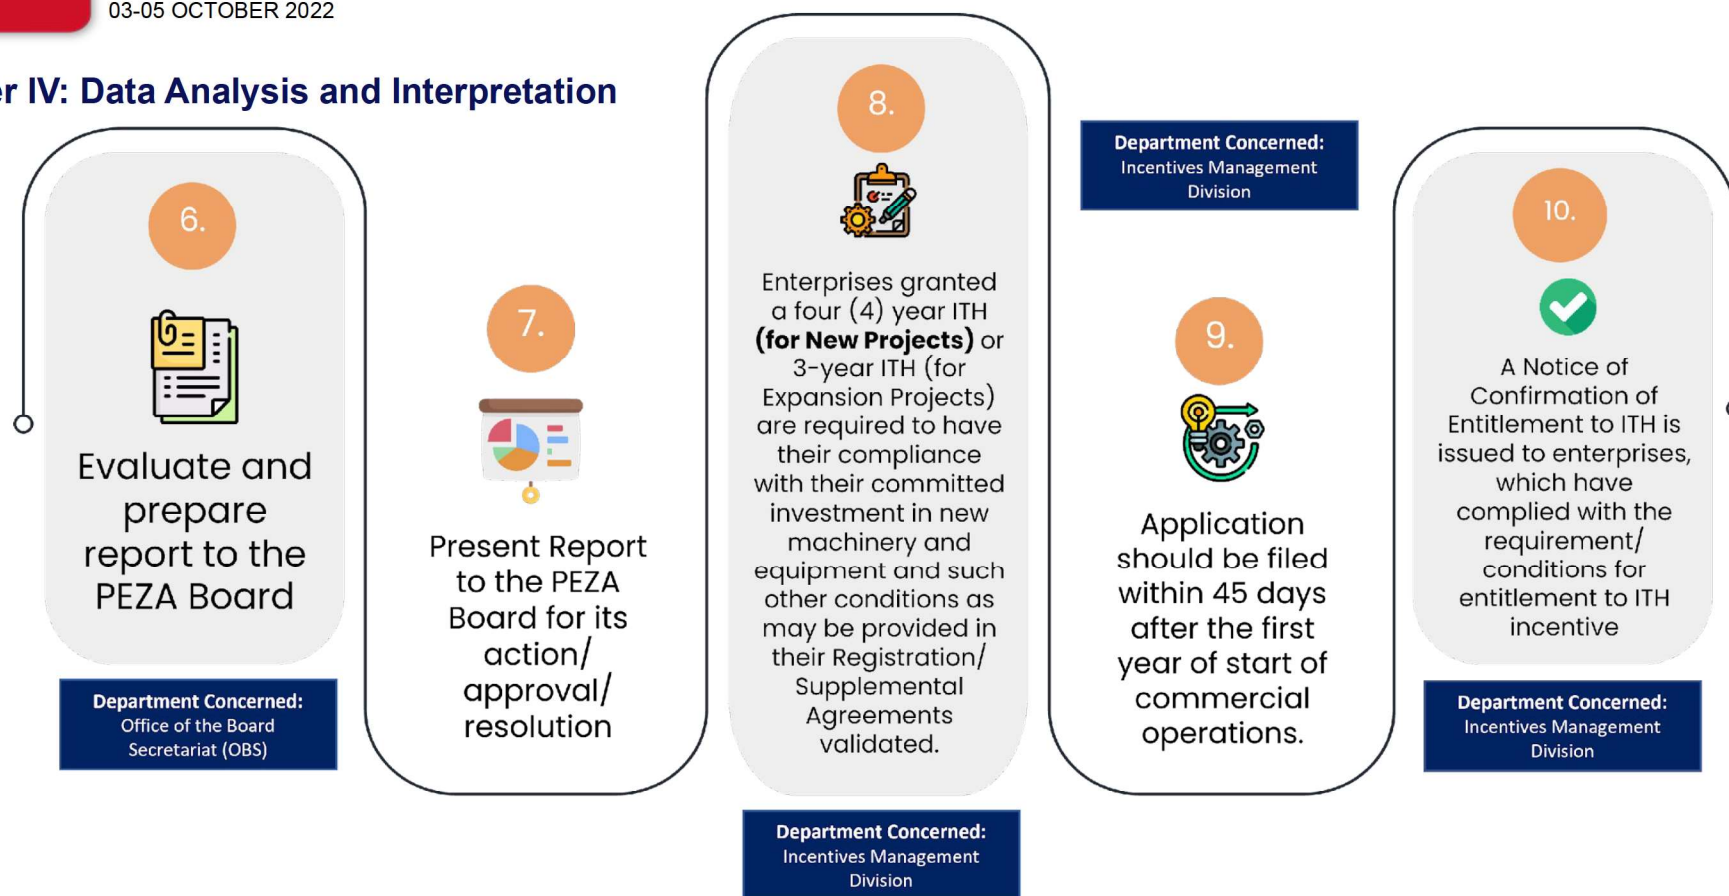 03-05 OCTOBER 2022
er IV: Data Analysis and Interpretation
6.
Evaluate and
prepare
report to the
PEZA Board
Department Concerned:
Office of the Board
Secretariat (OBS)
7.
Present Report
to the PEZA
Board for its
action/
approval/
resolution
8.
Enterprises granted
a four (4) year ITH
(for New Projects) or
3-year ITH (for
Expansion Projects)
are required to have
their compliance
with their committed
investment in new
machinery and
equipment and such
other conditions as
may be provided in
their Registration/
Supplemental
Agreements
validated.
Department Concerned:
Incentives Management
Division
Department Concerned:
Incentives Management
Division
9.
Application
should be filed
within 45 days
after the first
year of start of
commercial
operations.
10.
A Notice of
Confirmation of
Entitlement to ITH is
issued to enterprises,
which have
complied with the
requirement/
conditions for
entitlement to ITH
incentive
Department Concerned:
Incentives Management
Division